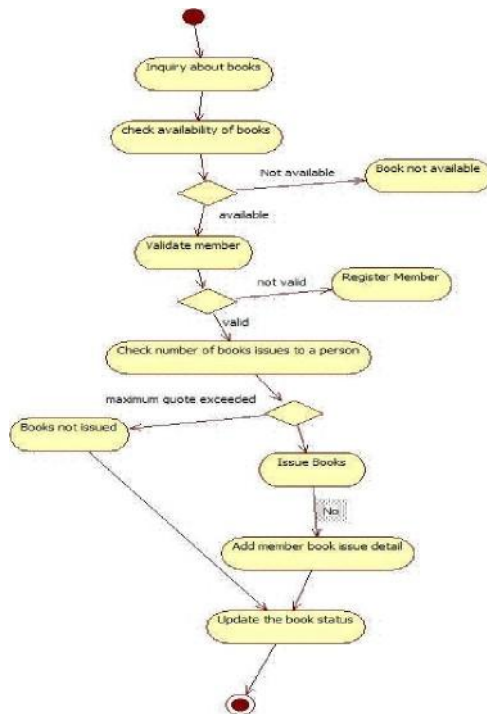 Inquiry about books
check availability of books
Not available
Book not available
available
Validate member
not valid
Register Member
valid
Check number of books issues to a person
maximum quote exceeded
Books not issued
Issue Books
No
Add member book issue detail
Update the book status